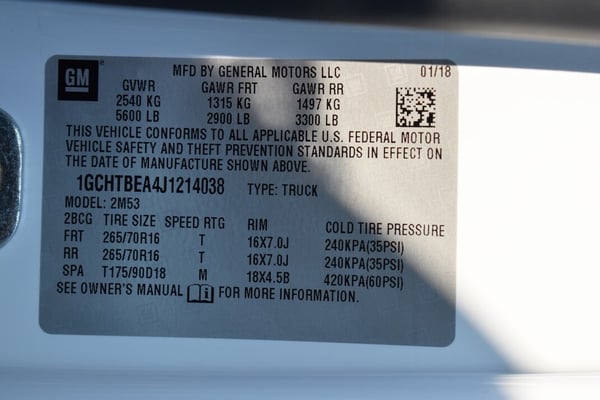 GM MFD BY GENERAL MOTORS LLC 01/18
GVWR GAWR FRT GAWR RR
2540 KG 1315 KG 1497 KG
5600 LB 2900 LB 3300 LB
THIS VEHICLE CONFORMS TO ALL APPLICABLE U.S. FEDERAL MOTOR
VEHICLE SAFETY AND THEFT PREVENTION STANDARDS IN EFFECT ON
THE DATE OF MANUFACTURE SHOWN ABOVE.
1GCHTBEA4J1214038 TYPE: TRUCK
MODEL: 2M53
2BCG TIRE SIZE SPEED RTG RIM COLD TIRE PRESSURE
FRT 265/70R16 T 16X7.0J 240KPA(35PSI)
RR 265/70R16 T 16X7.0J 240KPA(35PSI)
SPA T175/90D18 M 18X4.5B 420KPA(60PSI)
SEE OWNER'S MANUAL FOR MORE INFORMATION.